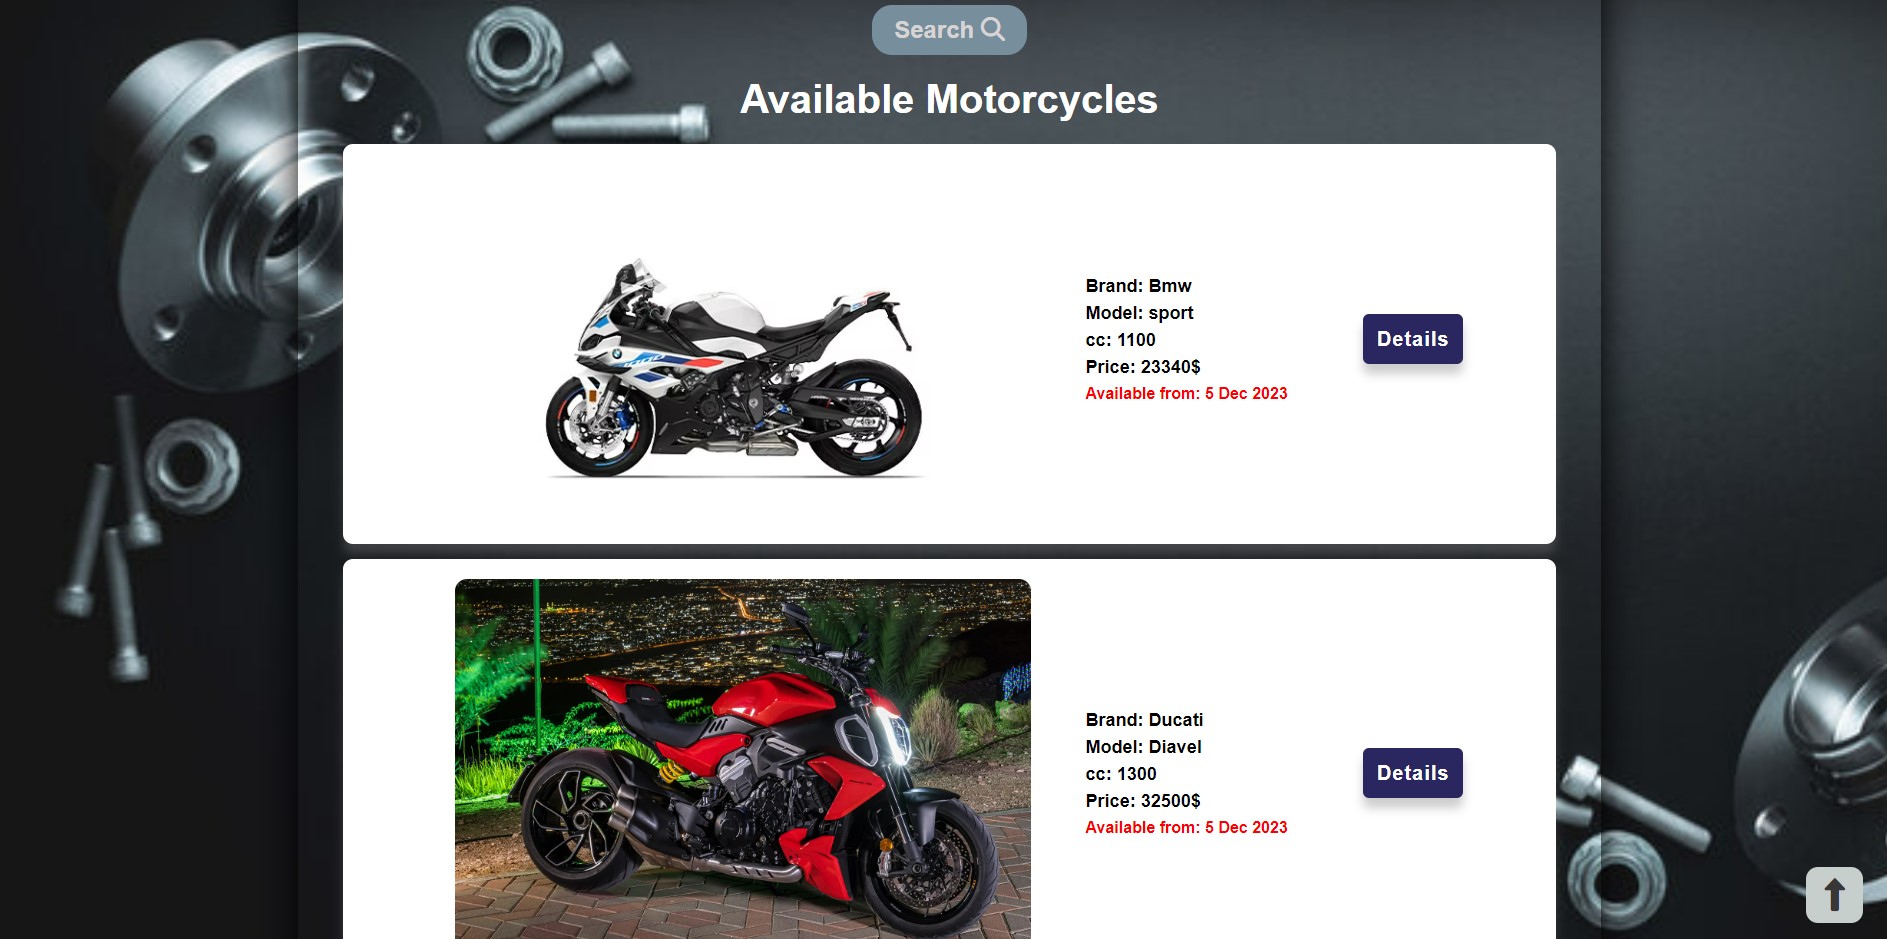 Search
Available Motorcycles
Brand: Bmw
Model: sport
cc: 1100
Price: 23340$
Available from: 5 Dec 2023
Details
Brand: Ducati
Model: Diavel
cc: 1300
Price: 32500$
Available from: 5 Dec 2023
Details